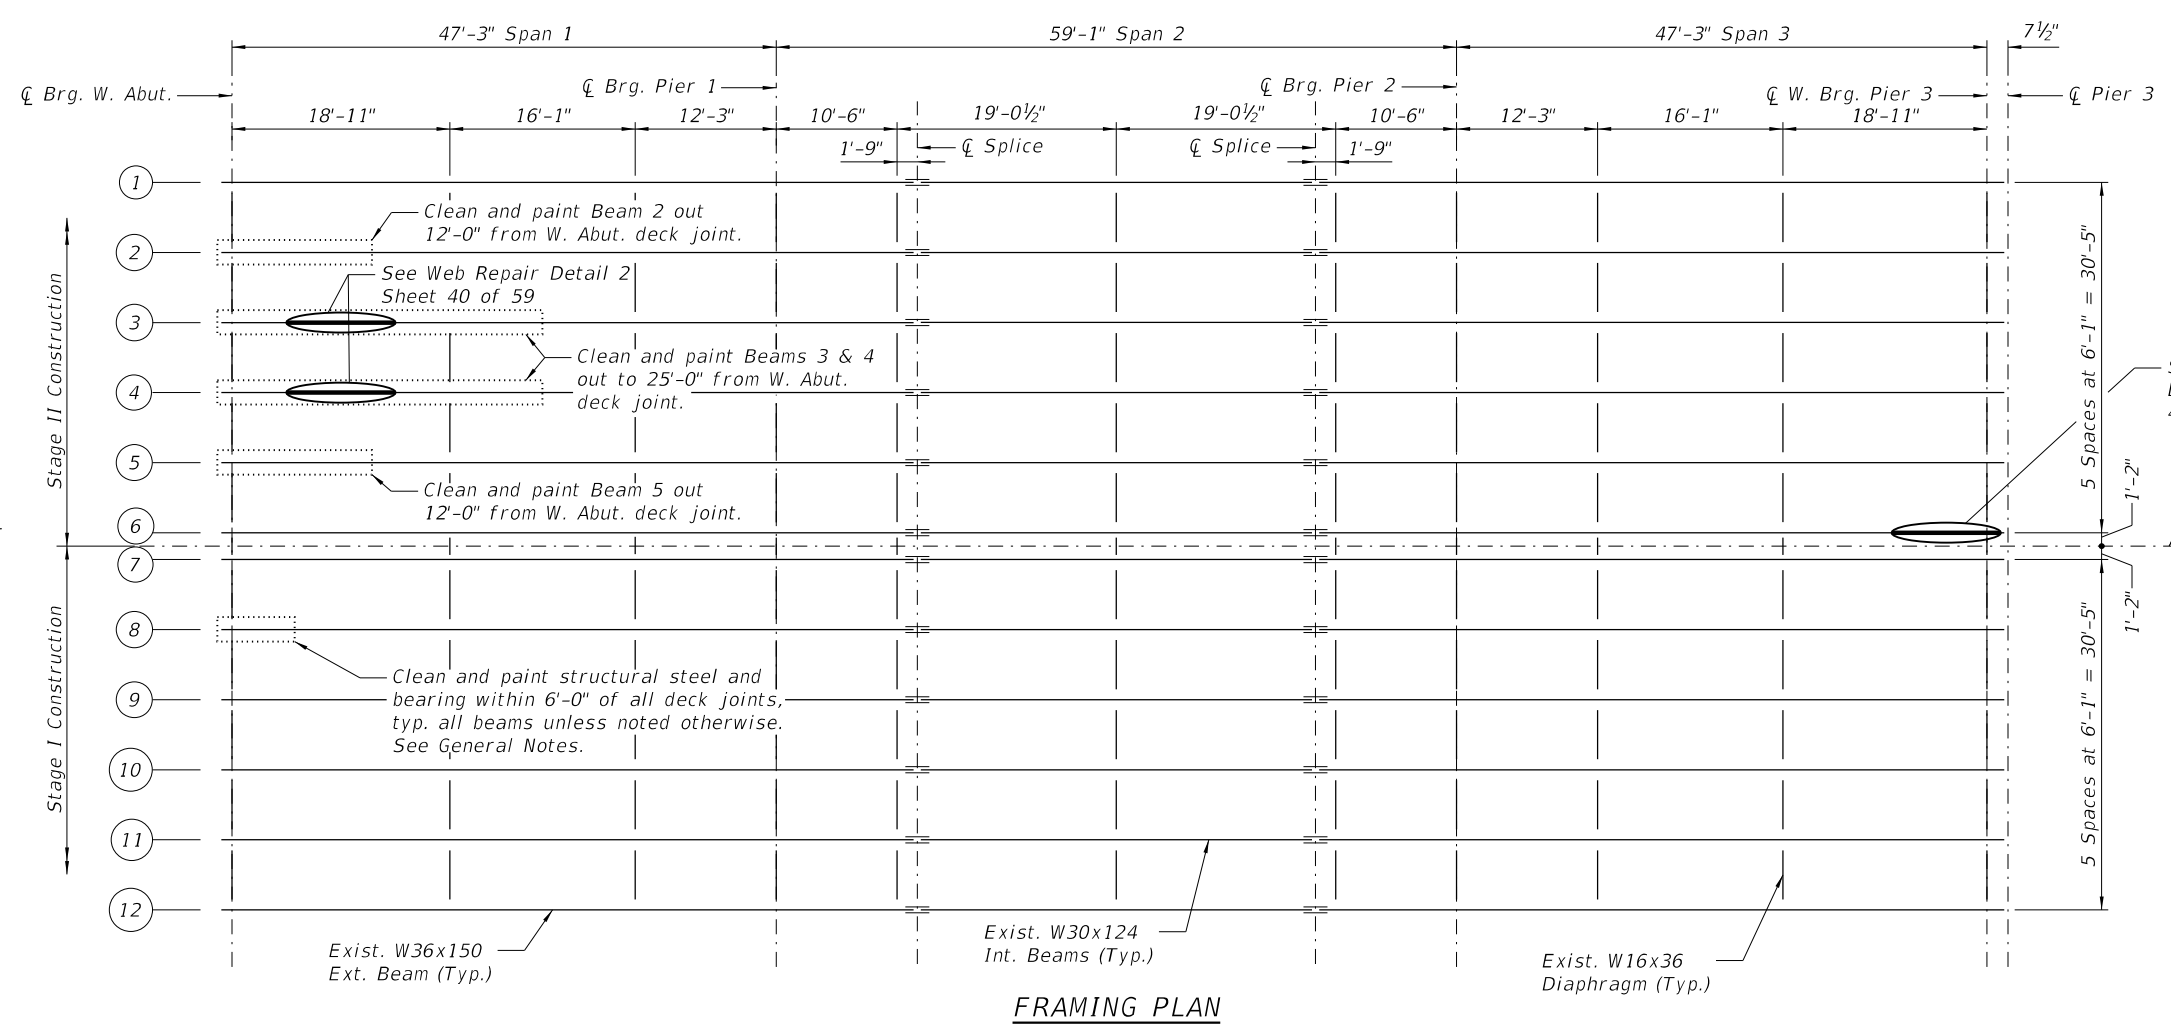 47'-3" Span 1
59'-1" Span 2
47'-3" Span 3
7½"
℄ Brg. W. Abut.
℄ Brg. Pier 1
℄ Brg. Pier 2
℄ W. Brg. Pier 3
℄ Pier 3
18'-11"
16'-1"
12'-3"
10'-6"
19'-0½"
19'-0½"
10'-6"
12'-3"
16'-1"
18'-11"
1'-9"
℄ Splice
℄ Splice
1'-9"
1
2
3
4
5
6
7
8
9
10
11
12
Stage II Construction
Stage I Construction
Clean and paint Beam 2 out
12'-0" from W. Abut. deck joint.
See Web Repair Detail 2
Sheet 40 of 59
Clean and paint Beams 3 & 4
out to 25'-0" from W. Abut.
deck joint.
Clean and paint Beam 5 out
12'-0" from W. Abut. deck joint.
Clean and paint structural steel and
bearing within 6'-0" of all deck joints,
typ. all beams unless noted otherwise.
See General Notes.
5 Spaces at 6'-1" = 30'-5"
1'-2"
1'-2"
5 Spaces at 6'-1" = 30'-5"
Exist. W36x150
Ext. Beam (Typ.)
Exist. W30x124
Int. Beams (Typ.)
Exist. W16x36
Diaphragm (Typ.)
FRAMING PLAN